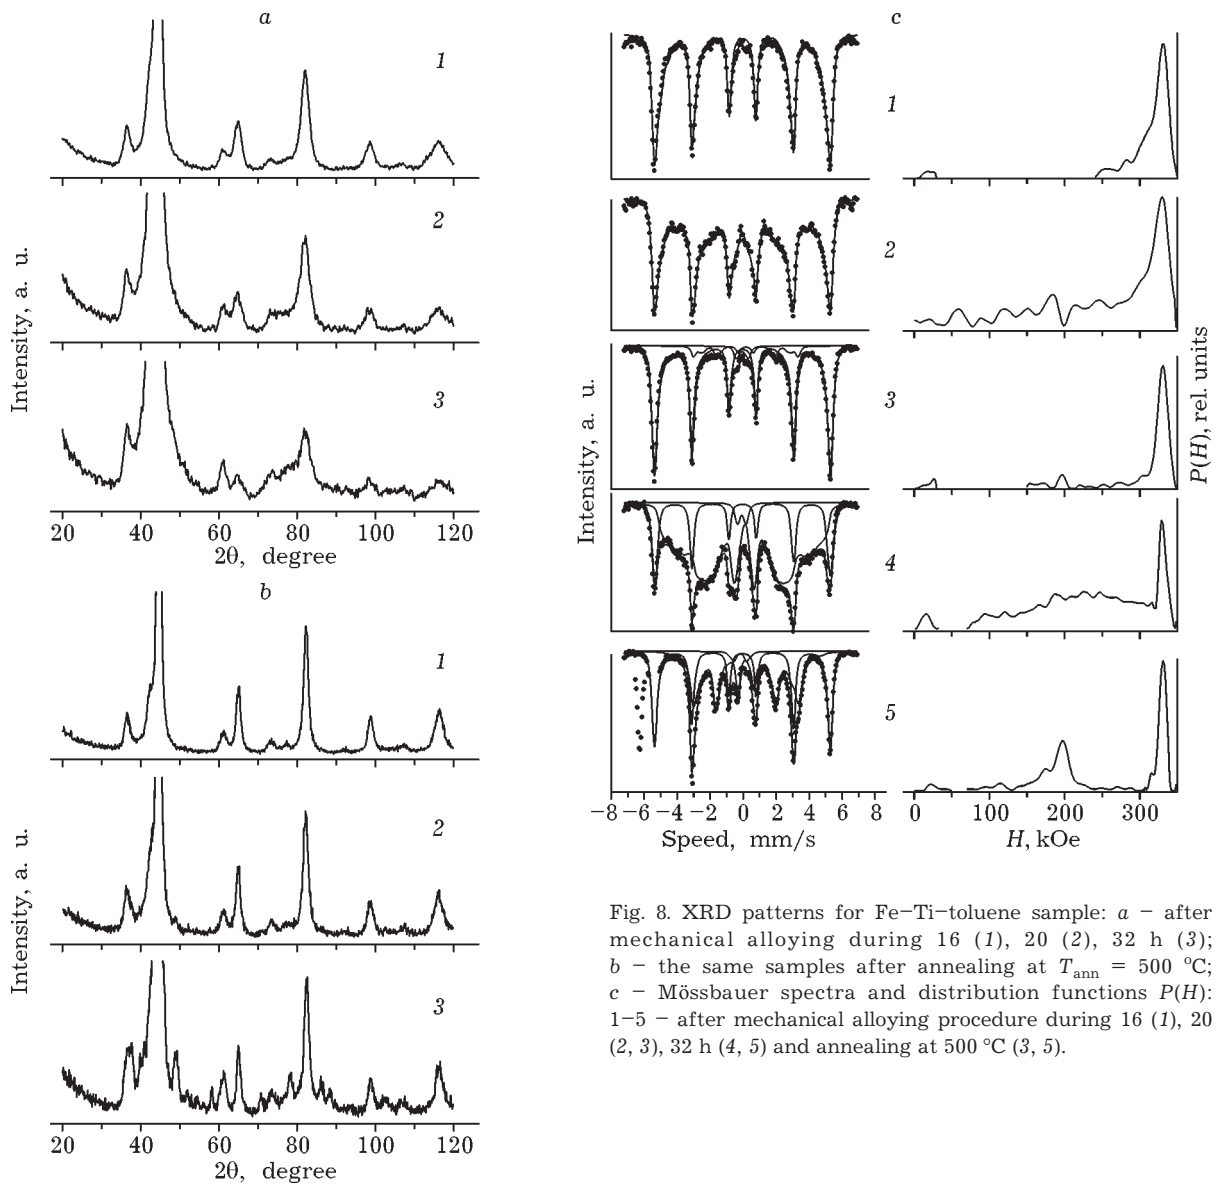 a
1
2
3
Intensity, a. u.
20 40 60 80 100 120
2θ, degree
b
1
2
3
Intensity, a. u.
20 40 60 80 100 120
2θ, degree
c
1
2
3
4
5
Intensity, a. u.
P(H), rel. units
−8 −6 −4 −2 0 2 4 6 8
Speed, mm/s
0 100 200 300
H, kOe
Fig. 8. XRD patterns for Fe−Ti−toluene sample: a − after
mechanical alloying during 16 (1), 20 (2), 32 h (3);
b − the same samples after annealing at Tann = 500 °C;
c − Mössbauer spectra and distribution functions P(H):
1−5 − after mechanical alloying procedure during 16 (1), 20
(2, 3), 32 h (4, 5) and annealing at 500 °C (3, 5).